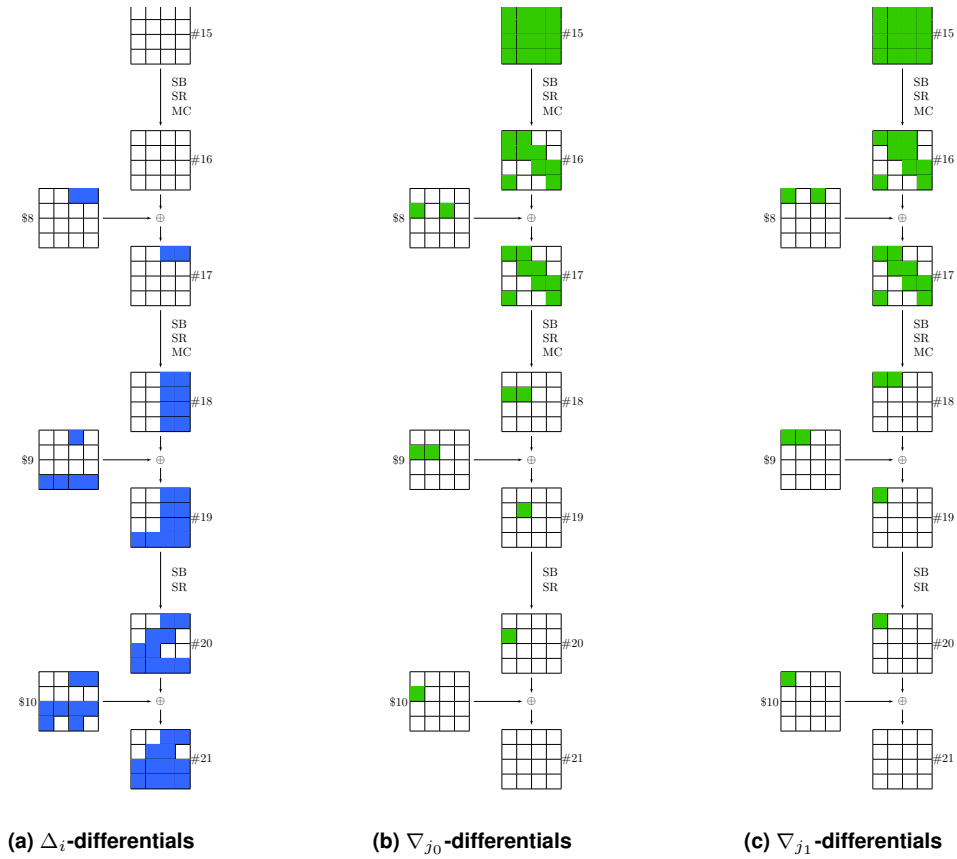 #15 #15 #15
SB SB SB
SR SR SR
MC MC MC
#16 #16 #16
$8 ⊕ $8 ⊕ $8 ⊕
#17 #17 #17
SB SB SB
SR SR SR
MC MC MC
#18 #18 #18
$9 ⊕ $9 ⊕ $9 ⊕
#19 #19 #19
SB SB SB
SR SR SR
#20 #20 #20
$10 ⊕ $10 ⊕ $10 ⊕
#21 #21 #21
(a) Δᵢ-differentials (b) ∇_{j₀}-differentials (c) ∇_{j₁}-differentials